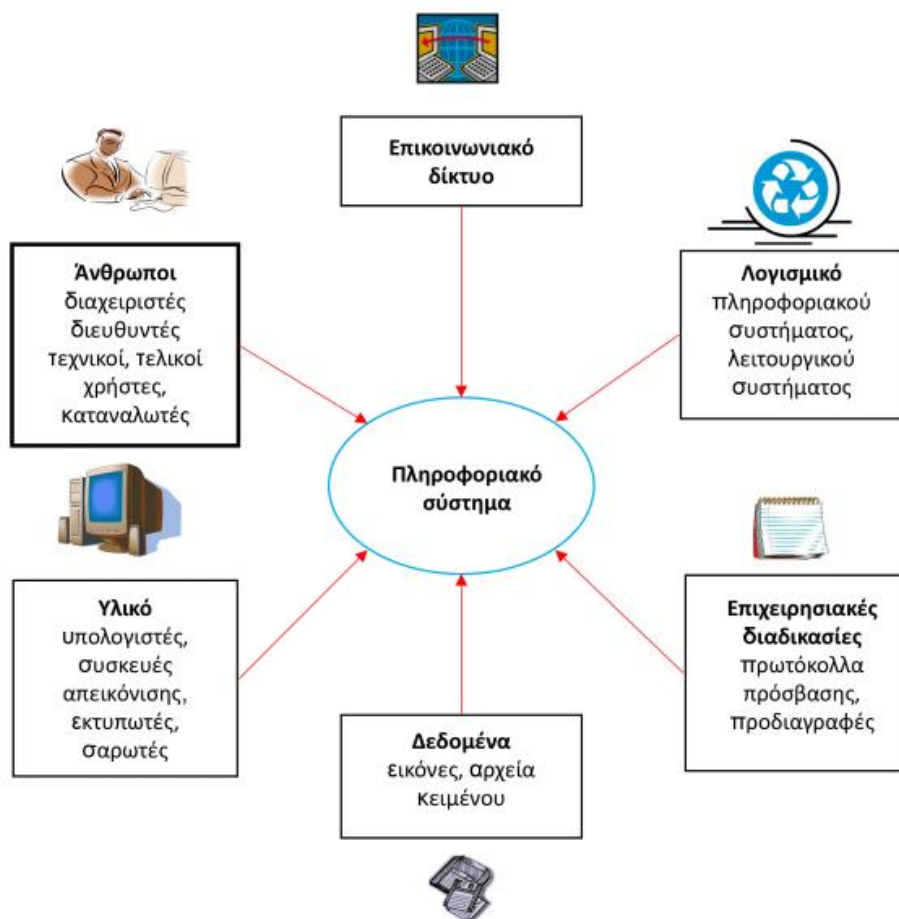 Επικοινωνιακό
δίκτυο
Άνθρωποι
διαχειριστές
διευθυντές
τεχνικοί, τελικοί
χρήστες,
καταναλωτές
Λογισμικό
πληροφοριακού
συστήματος,
λειτουργικού
συστήματος
Πληροφοριακό
σύστημα
Υλικό
υπολογιστές,
συσκευές
απεικόνισης,
εκτυπωτές,
σαρωτές
Επιχειρησιακές
διαδικασίες
πρωτόκολλα
πρόσβασης,
προδιαγραφές
Δεδομένα
εικόνες, αρχεία
κειμένου